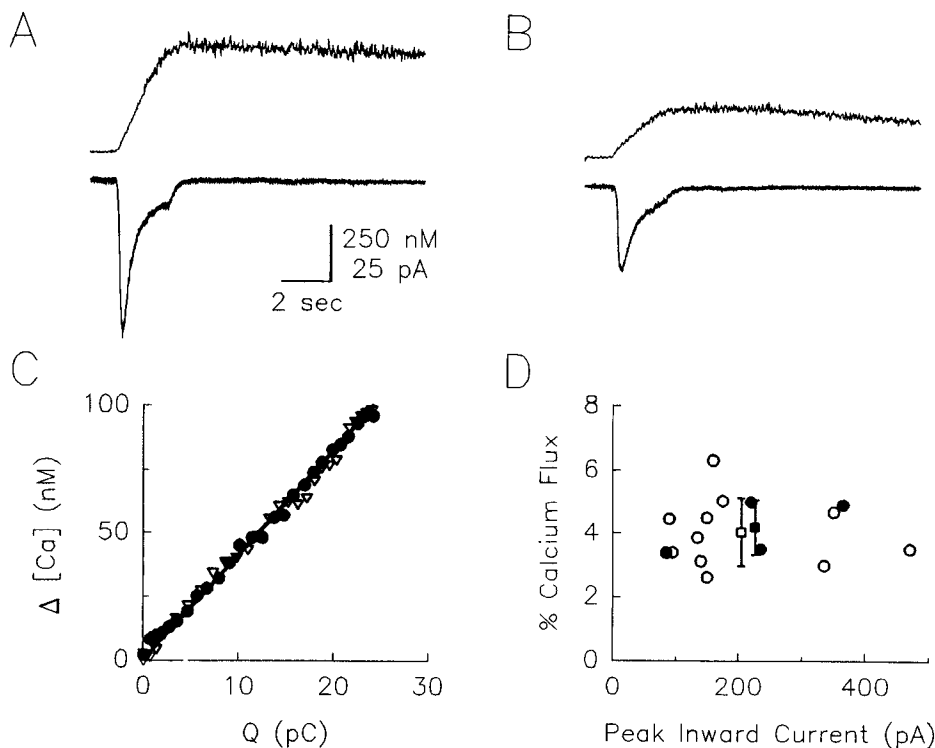 A
B
250 nM
25 pA
2 sec
C
100
50
0
Δ [Ca] (nM)
0 10 20 30
Q (pC)
D
8
6
4
2
0
% Calcium Flux
0 200 400
Peak Inward Current (pA)